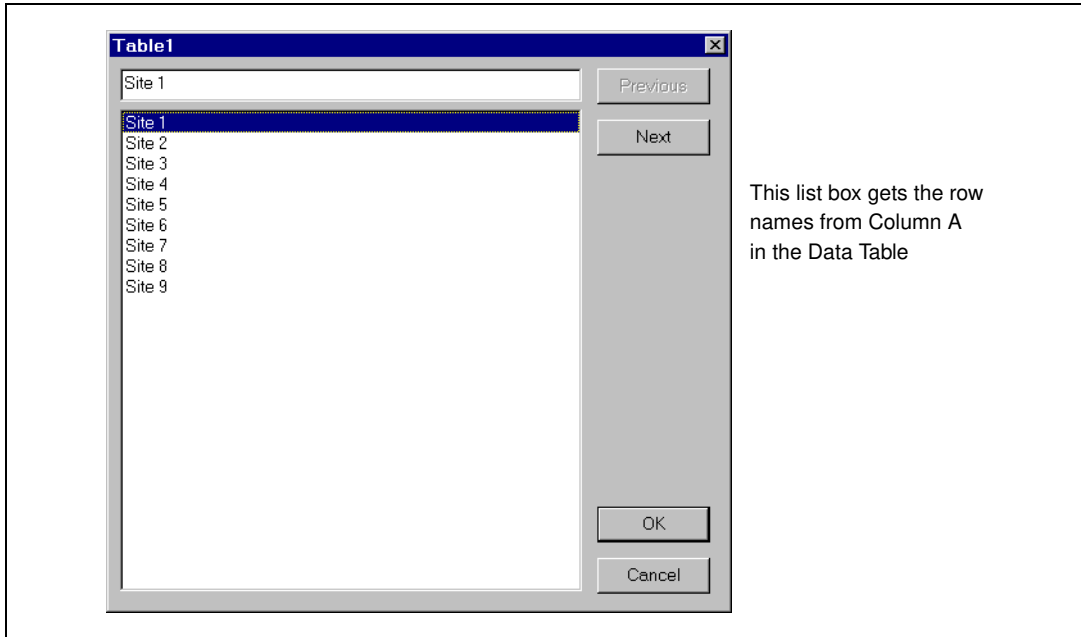 Table1
Site 1
Previous
Site 1
Site 2
Site 3
Site 4
Site 5
Site 6
Site 7
Site 8
Site 9
Next
This list box gets the row
names from Column A
in the Data Table
OK
Cancel